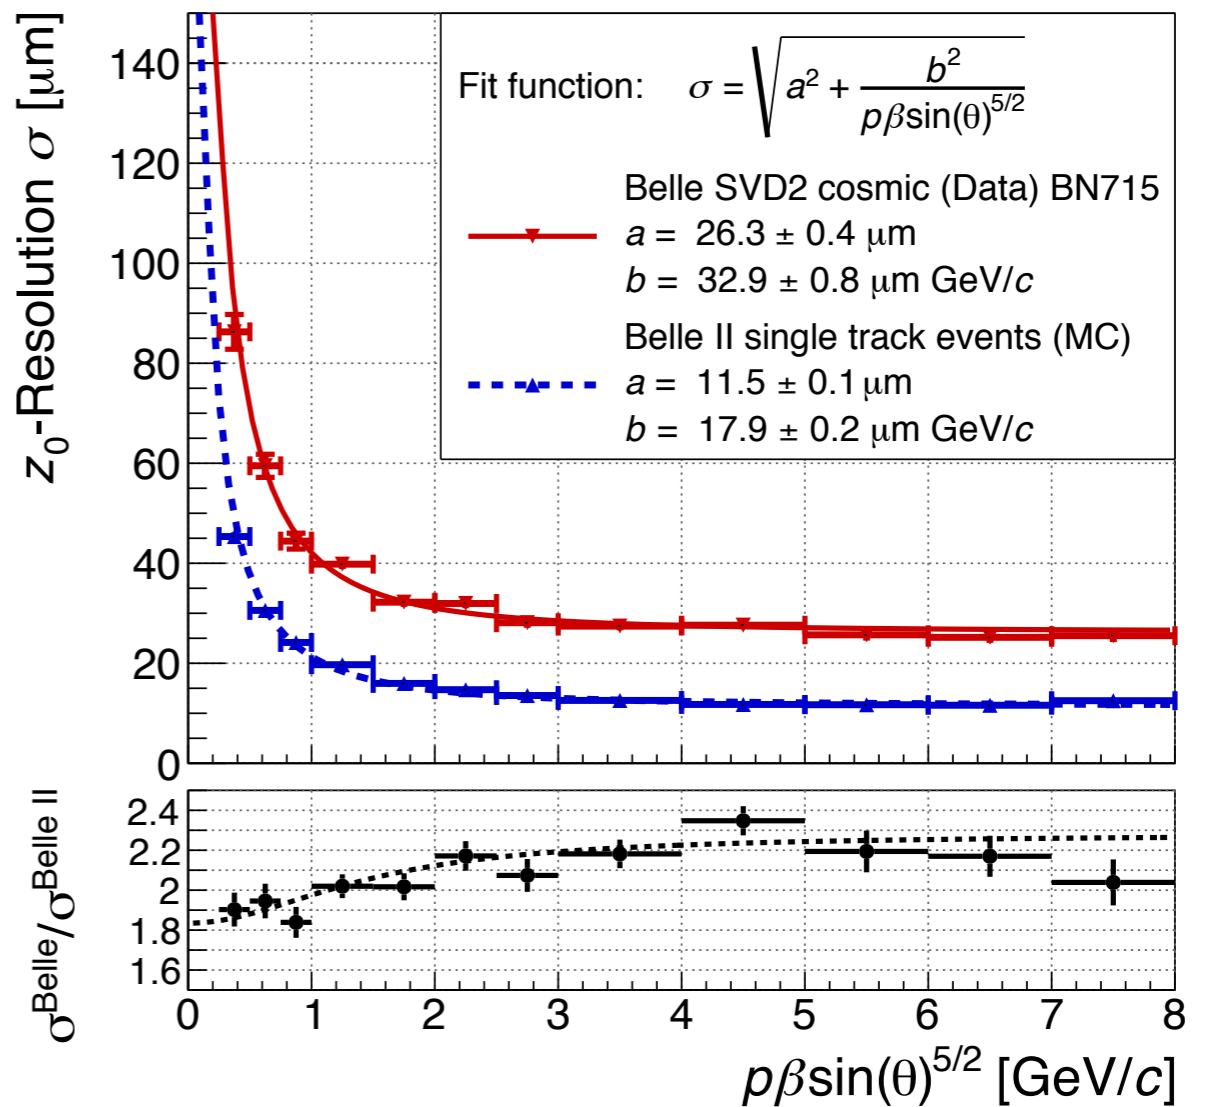 z₀-Resolution σ [μm]
140
120
100
80
60
40
20
0
Fit function: σ = √(a² + b² / pβsin(θ)^5/2)
Belle SVD2 cosmic (Data) BN715
a = 26.3 ± 0.4 μm
b = 32.9 ± 0.8 μm GeV/c
Belle II single track events (MC)
a = 11.5 ± 0.1 μm
b = 17.9 ± 0.2 μm GeV/c
σ^Belle/σ^Belle II
2.4
2.2
2
1.8
1.6
0 1 2 3 4 5 6 7 8
pβsin(θ)^5/2 [GeV/c]